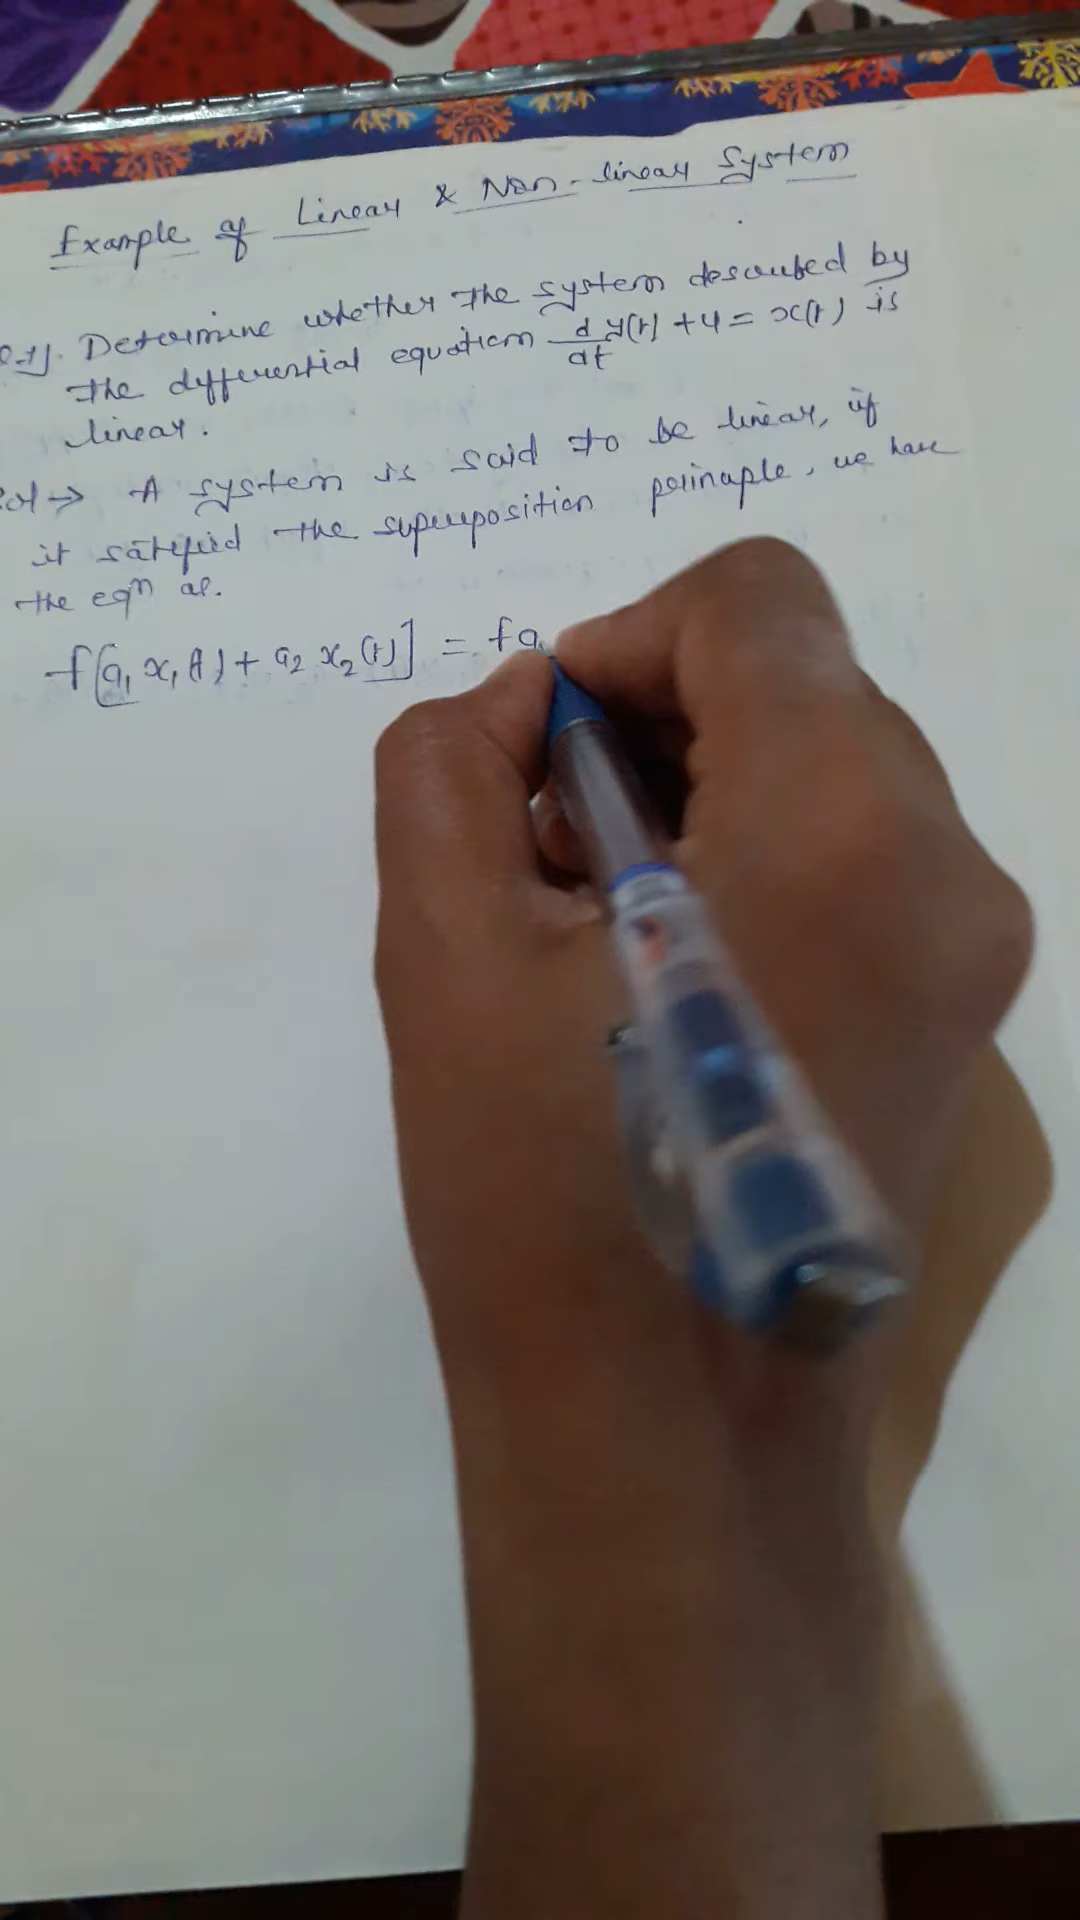 Example of Linear & Non-linear System
Q.1). Determine whether the system described by
the differential equation d/dt y(t) + 4 = x(t) is
linear.
Sol → A system is said to be linear, if
it satisfied the superposition principle, we have
the eqn as.
f[a₁ x₁(t) + a₂ x₂(t)] = fa₁